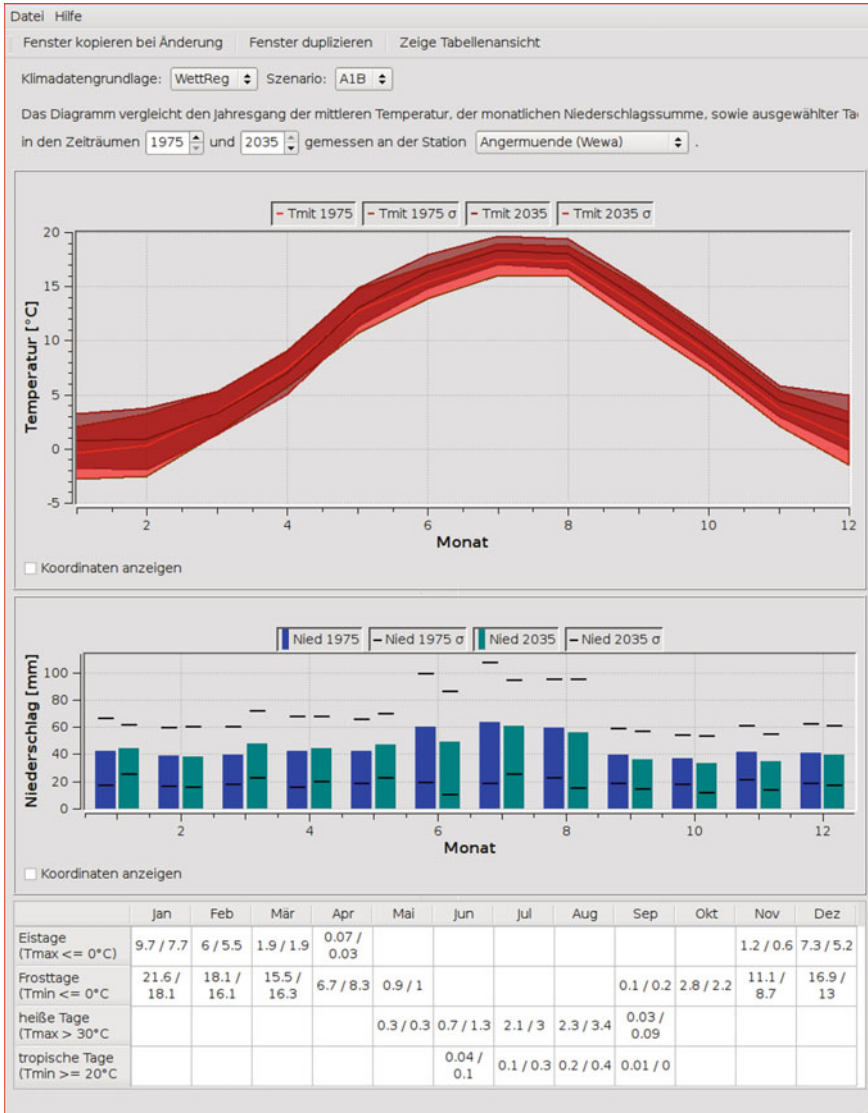 Datei Hilfe
Fenster kopieren bei Änderung Fenster duplizieren Zeige Tabellenansicht
Klimadatengrundlage: WettReg Szenario: A1B
Das Diagramm vergleicht den Jahresgang der mittleren Temperatur, der monatlichen Niederschlagssumme, sowie ausgewählter Ta
in den Zeiträumen 1975 und 2035 gemessen an der Station Angermuende (Wewa) .
Tmit 1975 Tmit 1975 σ Tmit 2035 Tmit 2035 σ
20
15
10
5
0
-5
Temperatur [°C]
2 4 6 8 10 12
Monat
Koordinaten anzeigen
Nied 1975 Nied 1975 σ Nied 2035 Nied 2035 σ
100
80
60
40
20
0
Niederschlag [mm]
2 4 6 8 10 12
Monat
Koordinaten anzeigen
Jan Feb Mär Apr Mai Jun Jul Aug Sep Okt Nov Dez
Eistage
(Tmax <= 0°C)
9.7 / 7.7 6 / 5.5 1.9 / 1.9 0.07 /
0.03
1.2 / 0.6 7.3 / 5.2
Frosttage
(Tmin <= 0°C
21.6 /
18.1
18.1 /
16.1
15.5 /
16.3
6.7 / 8.3 0.9 / 1 0.1 / 0.2 2.8 / 2.2 11.1 /
8.7
16.9 /
13
heiße Tage
(Tmax > 30°C
0.3 / 0.3 0.7 / 1.3 2.1 / 3 2.3 / 3.4 0.03 /
0.09
tropische Tage
(Tmin >= 20°C
0.04 /
0.1
0.1 / 0.3 0.2 / 0.4 0.01 / 0